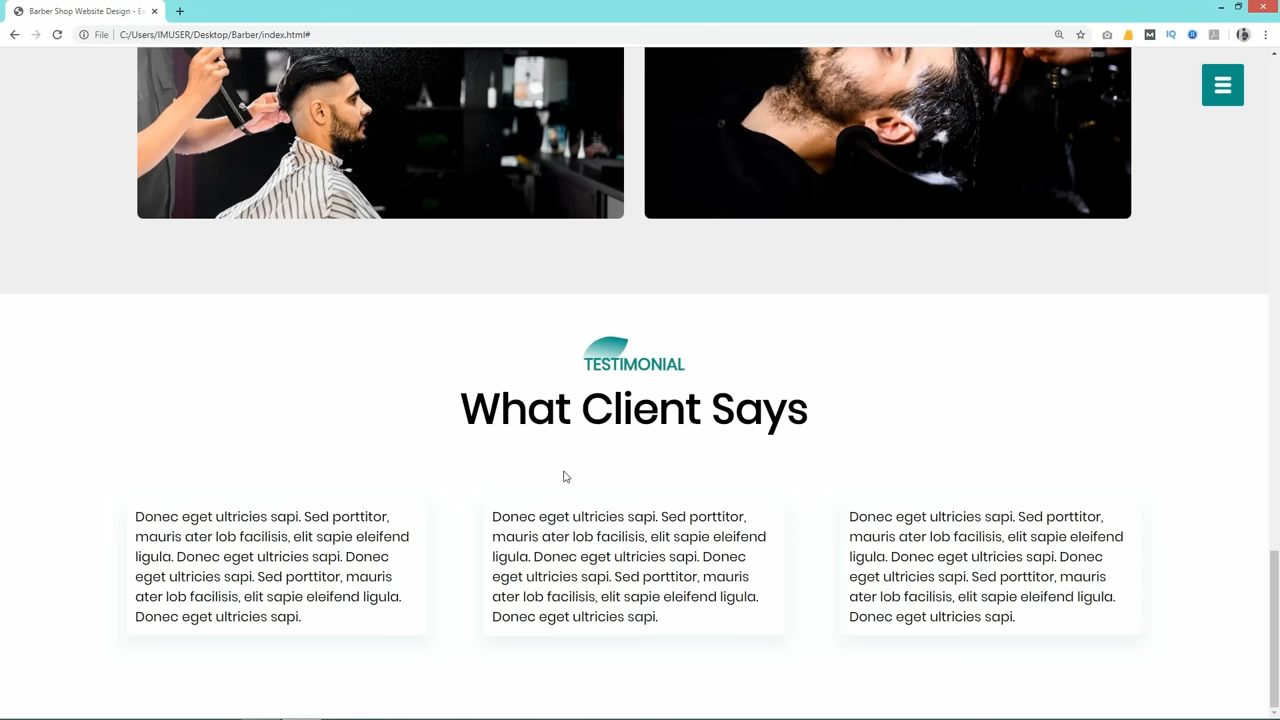 Barber Shop Website Design - Ea
File
C:/Users/IMUSER/Desktop/Barber/index.html#
IQ
TESTIMONIAL
What Client Says
Donec eget ultricies sapi. Sed porttitor,
mauris ater lob facilisis, elit sapie eleifend
ligula. Donec eget ultricies sapi. Donec
eget ultricies sapi. Sed porttitor, mauris
ater lob facilisis, elit sapie eleifend ligula.
Donec eget ultricies sapi.
Donec eget ultricies sapi. Sed porttitor,
mauris ater lob facilisis, elit sapie eleifend
ligula. Donec eget ultricies sapi. Donec
eget ultricies sapi. Sed porttitor, mauris
ater lob facilisis, elit sapie eleifend ligula.
Donec eget ultricies sapi.
Donec eget ultricies sapi. Sed porttitor,
mauris ater lob facilisis, elit sapie eleifend
ligula. Donec eget ultricies sapi. Donec
eget ultricies sapi. Sed porttitor, mauris
ater lob facilisis, elit sapie eleifend ligula.
Donec eget ultricies sapi.